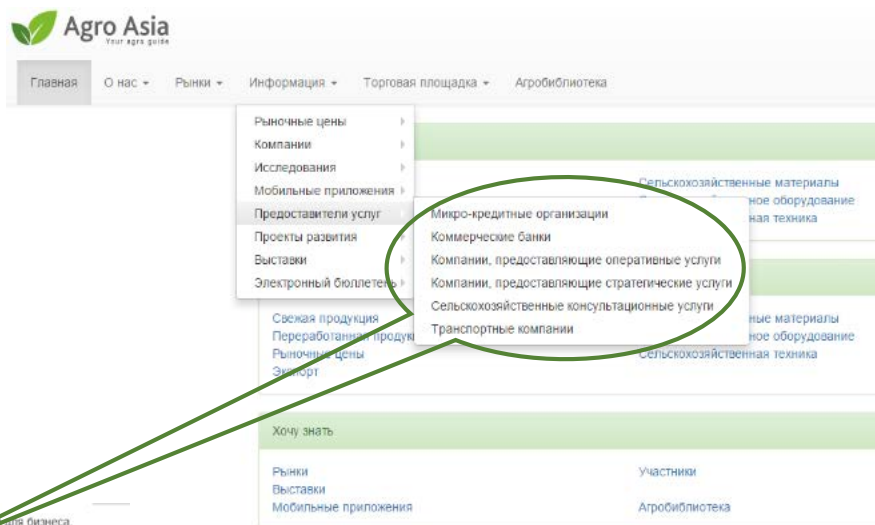 Agro Asia
Your agro guide
Главная О нас Рынки Информация Торговая площадка Агробиблиотека
Рыночные цены
Компании
Исследования
Мобильные приложения
Предоставители услуг
Проекты развития
Выставки
Электронный бюллетень
Микро-кредитные организации
Коммерческие банки
Компании, предоставляющие оперативные услуги
Компании, предоставляющие стратегические услуги
Сельскохозяйственные консультационные услуги
Транспортные компании
Сельскохозяйственные материалы
ное оборудование
ная техника
Свежая продукция
Переработанная
Рыночные цены
Экспорт
ные материалы
ное оборудование
Сельскохозяйственная техника
Хочу знать
Рынки Участники
Выставки
Мобильные приложения Агробиблиотека
для бизнеса